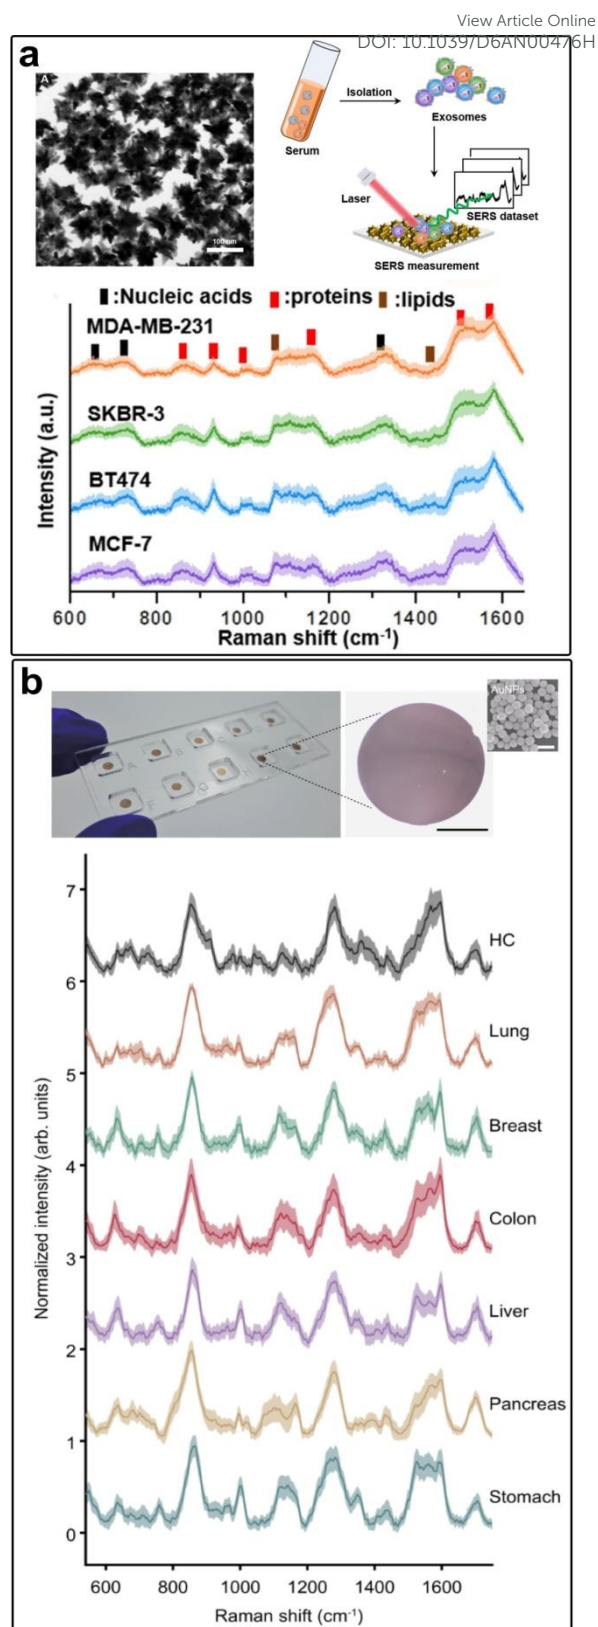 View Article Online
DOI: 10.1039/D6AN00476H
a
A
100 nm
Serum
Isolation
Exosomes
Laser
SERS dataset
SERS measurement
:Nucleic acids :proteins :lipids
MDA-MB-231
SKBR-3
BT474
MCF-7
Intensity (a.u.)
600 800 1000 1200 1400 1600
Raman shift (cm⁻¹)
b
AuNPs
A B
F G
7
6
5
4
3
2
1
0
Normalized intensity (arb. units)
HC
Lung
Breast
Colon
Liver
Pancreas
Stomach
600 800 1000 1200 1400 1600
Raman shift (cm⁻¹)